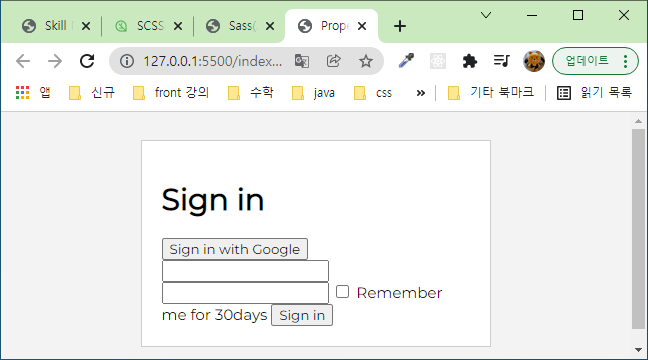 Skill
SCSS
Sass(
Prope
127.0.0.1:5500/index...
업데이트
앱
신규
front 강의
수학
java
css
»
기타 북마크
읽기 목록
Sign in
Sign in with Google
Remember
me for 30days Sign in